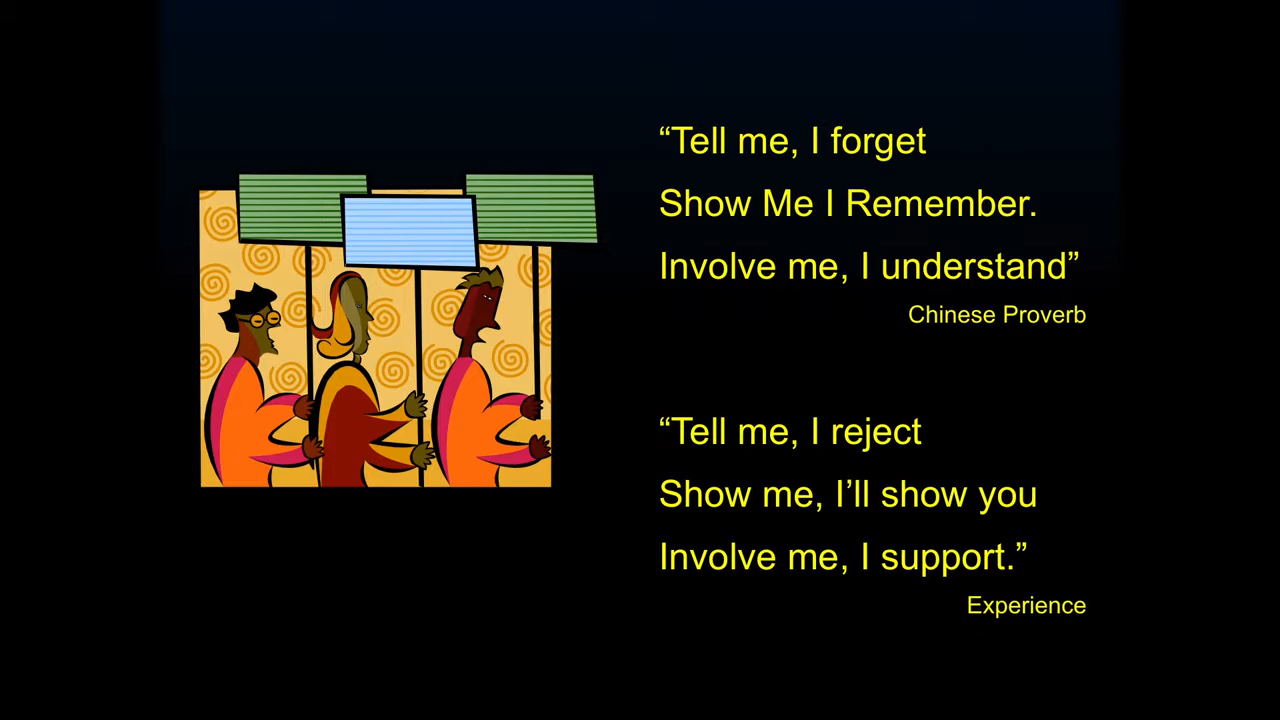 “Tell me, I forget
Show Me I Remember.
Involve me, I understand”
Chinese Proverb
“Tell me, I reject
Show me, I’ll show you
Involve me, I support.”
Experience